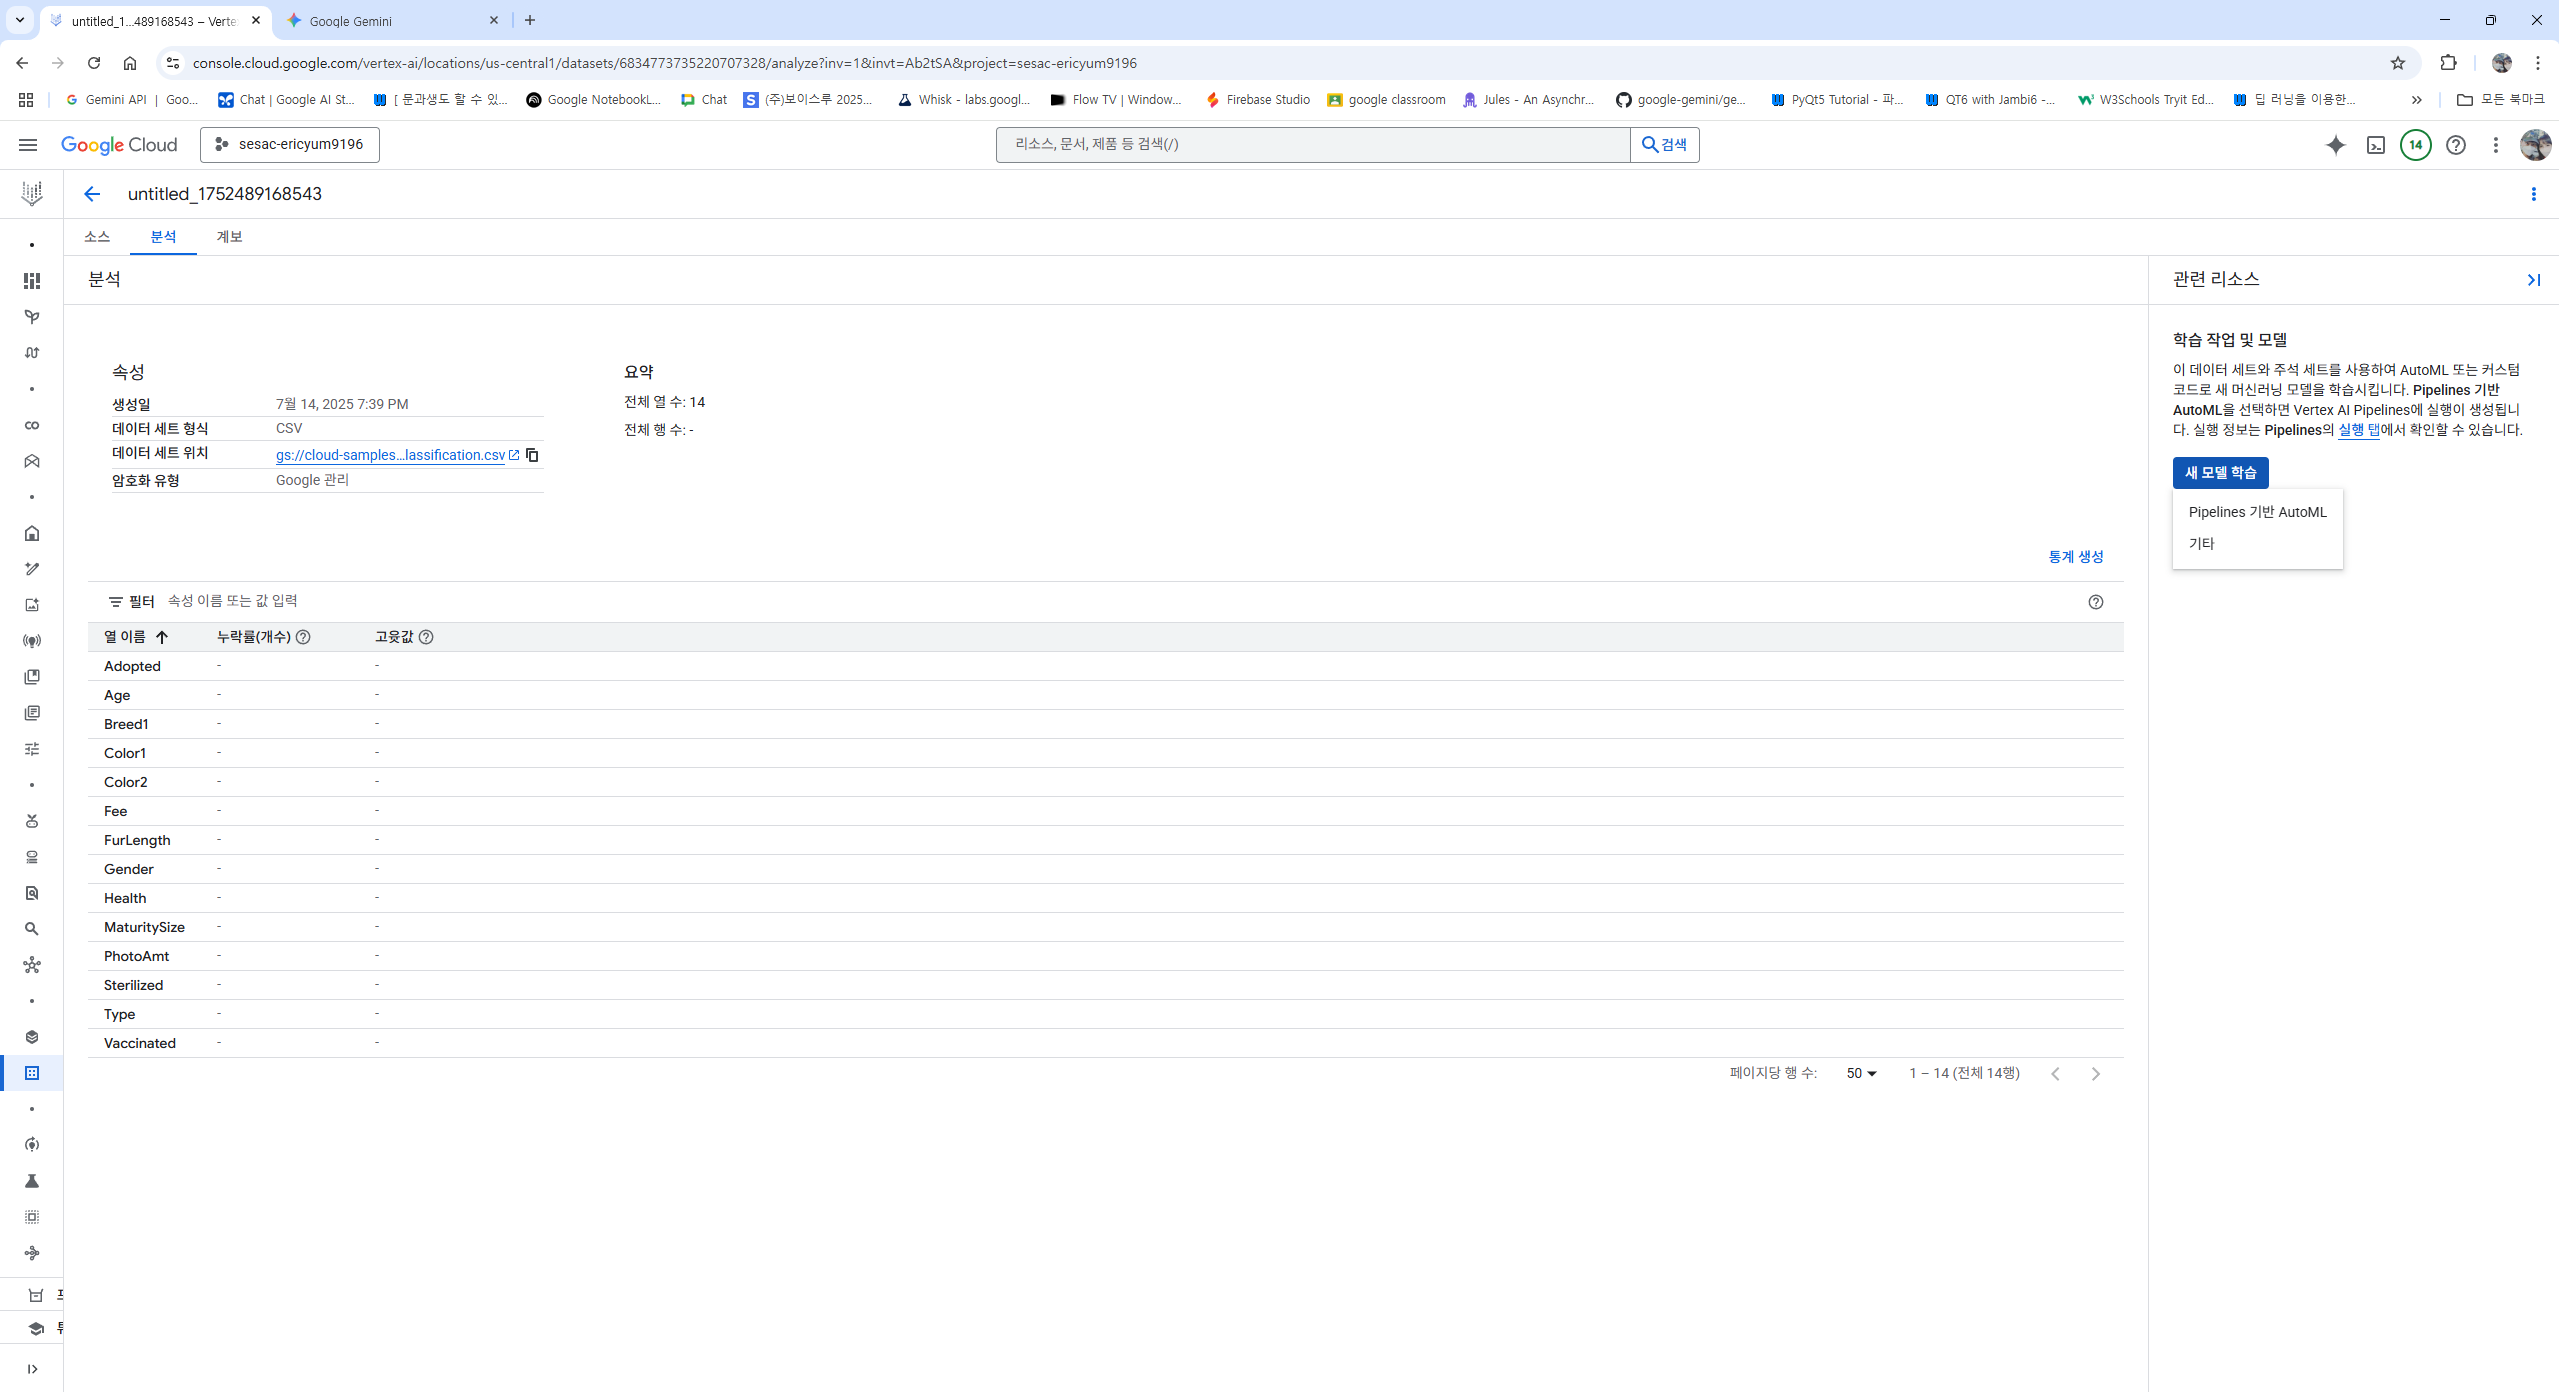 untitled_1...489168543 – Verte
Google Gemini
console.cloud.google.com/vertex-ai/locations/us-central1/datasets/6834773735220707328/analyze?inv=1&invt=Ab2tSA&project=sesac-ericyum9196
Gemini API | Goo...
Chat | Google AI St...
[ 문과생도 할 수 있...
Google NotebookL...
Chat
(주)보이스루 2025...
Whisk - labs.googl...
Flow TV | Window...
Firebase Studio
google classroom
Jules - An Asynchr...
google-gemini/ge...
PyQt5 Tutorial - 파...
QT6 with Jambi6 -...
W3Schools Tryit Ed...
딥 러닝을 이용한...
모든 북마크
Google Cloud
sesac-ericyum9196
리소스, 문서, 제품 등 검색(/)
검색
14
untitled_1752489168543
소스
분석
계보
분석
속성
생성일 7월 14, 2025 7:39 PM
데이터 세트 형식 CSV
데이터 세트 위치 gs://cloud-samples...lassification.csv
암호화 유형 Google 관리
요약
전체 열 수: 14
전체 행 수: -
통계 생성
필터 속성 이름 또는 값 입력
열 이름 누락률(개수) 고윳값
Adopted - -
Age - -
Breed1 - -
Color1 - -
Color2 - -
Fee - -
FurLength - -
Gender - -
Health - -
MaturitySize - -
PhotoAmt - -
Sterilized - -
Type - -
Vaccinated - -
페이지당 행 수: 50 1 – 14 (전체 14행)
관련 리소스
학습 작업 및 모델
이 데이터 세트와 주석 세트를 사용하여 AutoML 또는 커스텀
코드로 새 머신러닝 모델을 학습시킵니다. Pipelines 기반
AutoML을 선택하면 Vertex AI Pipelines에 실행이 생성됩니
다. 실행 정보는 Pipelines의 실행 탭에서 확인할 수 있습니다.
새 모델 학습
Pipelines 기반 AutoML
기타